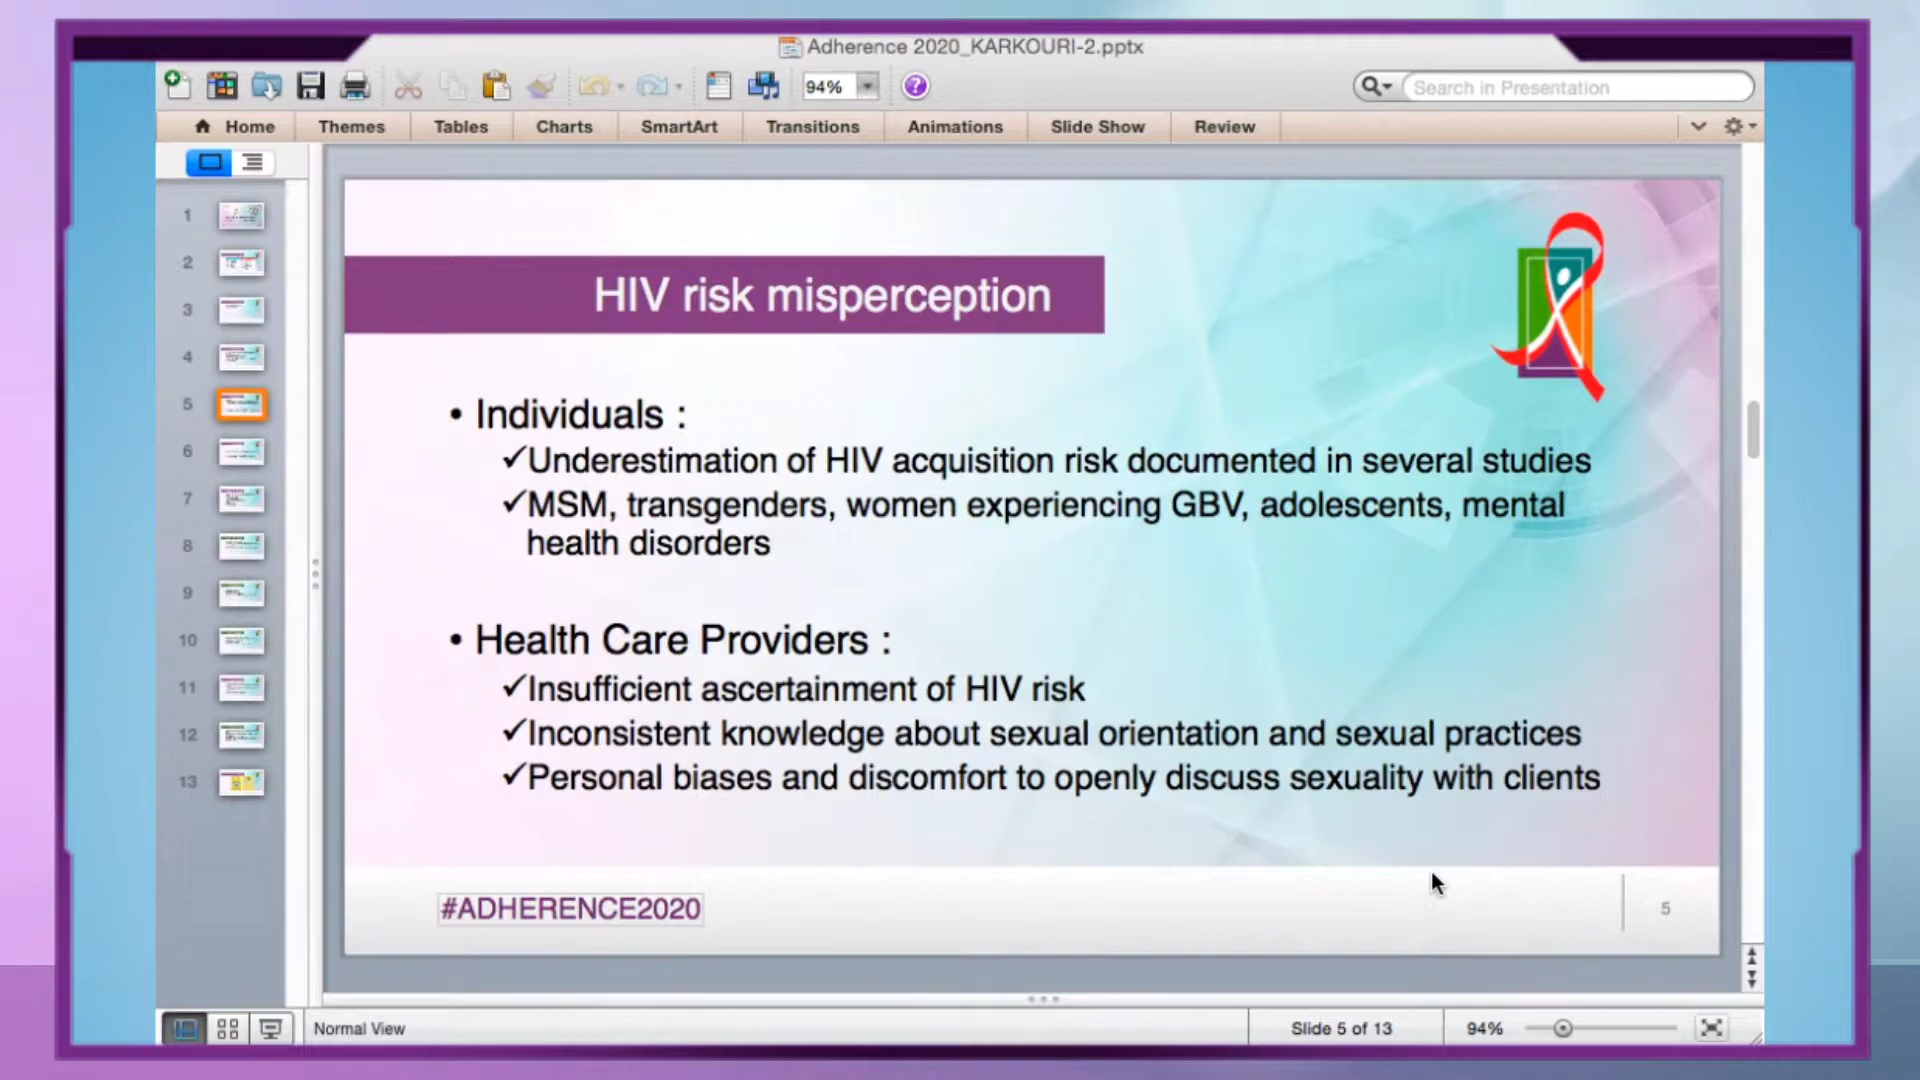 Adherence 2020_KARKOURI-2.pptx
94%
Search in Presentation
Home Themes Tables Charts SmartArt Transitions Animations Slide Show Review
1
2
3
4
5
6
7
8
9
10
11
12
13
HIV risk misperception
• Individuals :
✓Underestimation of HIV acquisition risk documented in several studies
✓MSM, transgenders, women experiencing GBV, adolescents, mental
health disorders
• Health Care Providers :
✓Insufficient ascertainment of HIV risk
✓Inconsistent knowledge about sexual orientation and sexual practices
✓Personal biases and discomfort to openly discuss sexuality with clients
#ADHERENCE2020
5
Normal View
Slide 5 of 13
94%